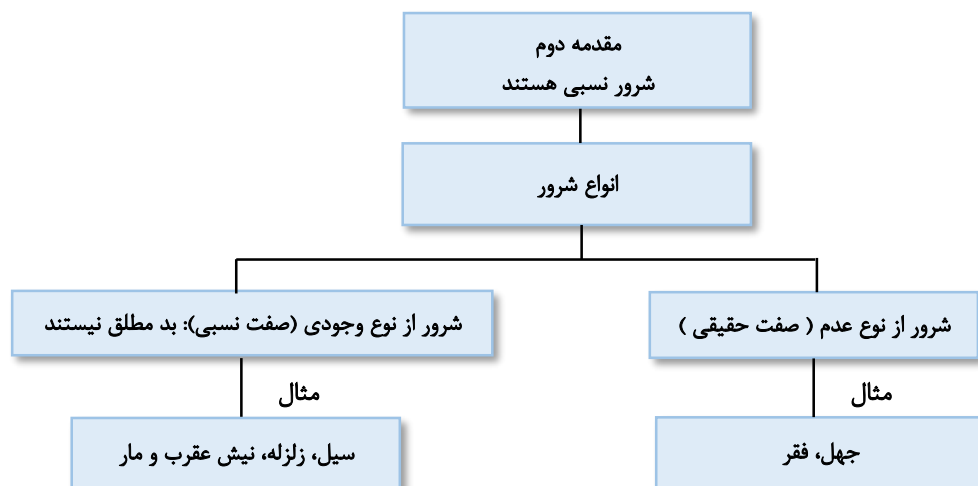 مقدمه دوم
شرور نسبی هستند
انواع شرور
شرور از نوع عدم ( صفت حقیقی )
شرور از نوع وجودی (صفت نسبی): بد مطلق نیستند
مثال
مثال
جهل، فقر
سیل، زلزله، نیش عقرب و مار